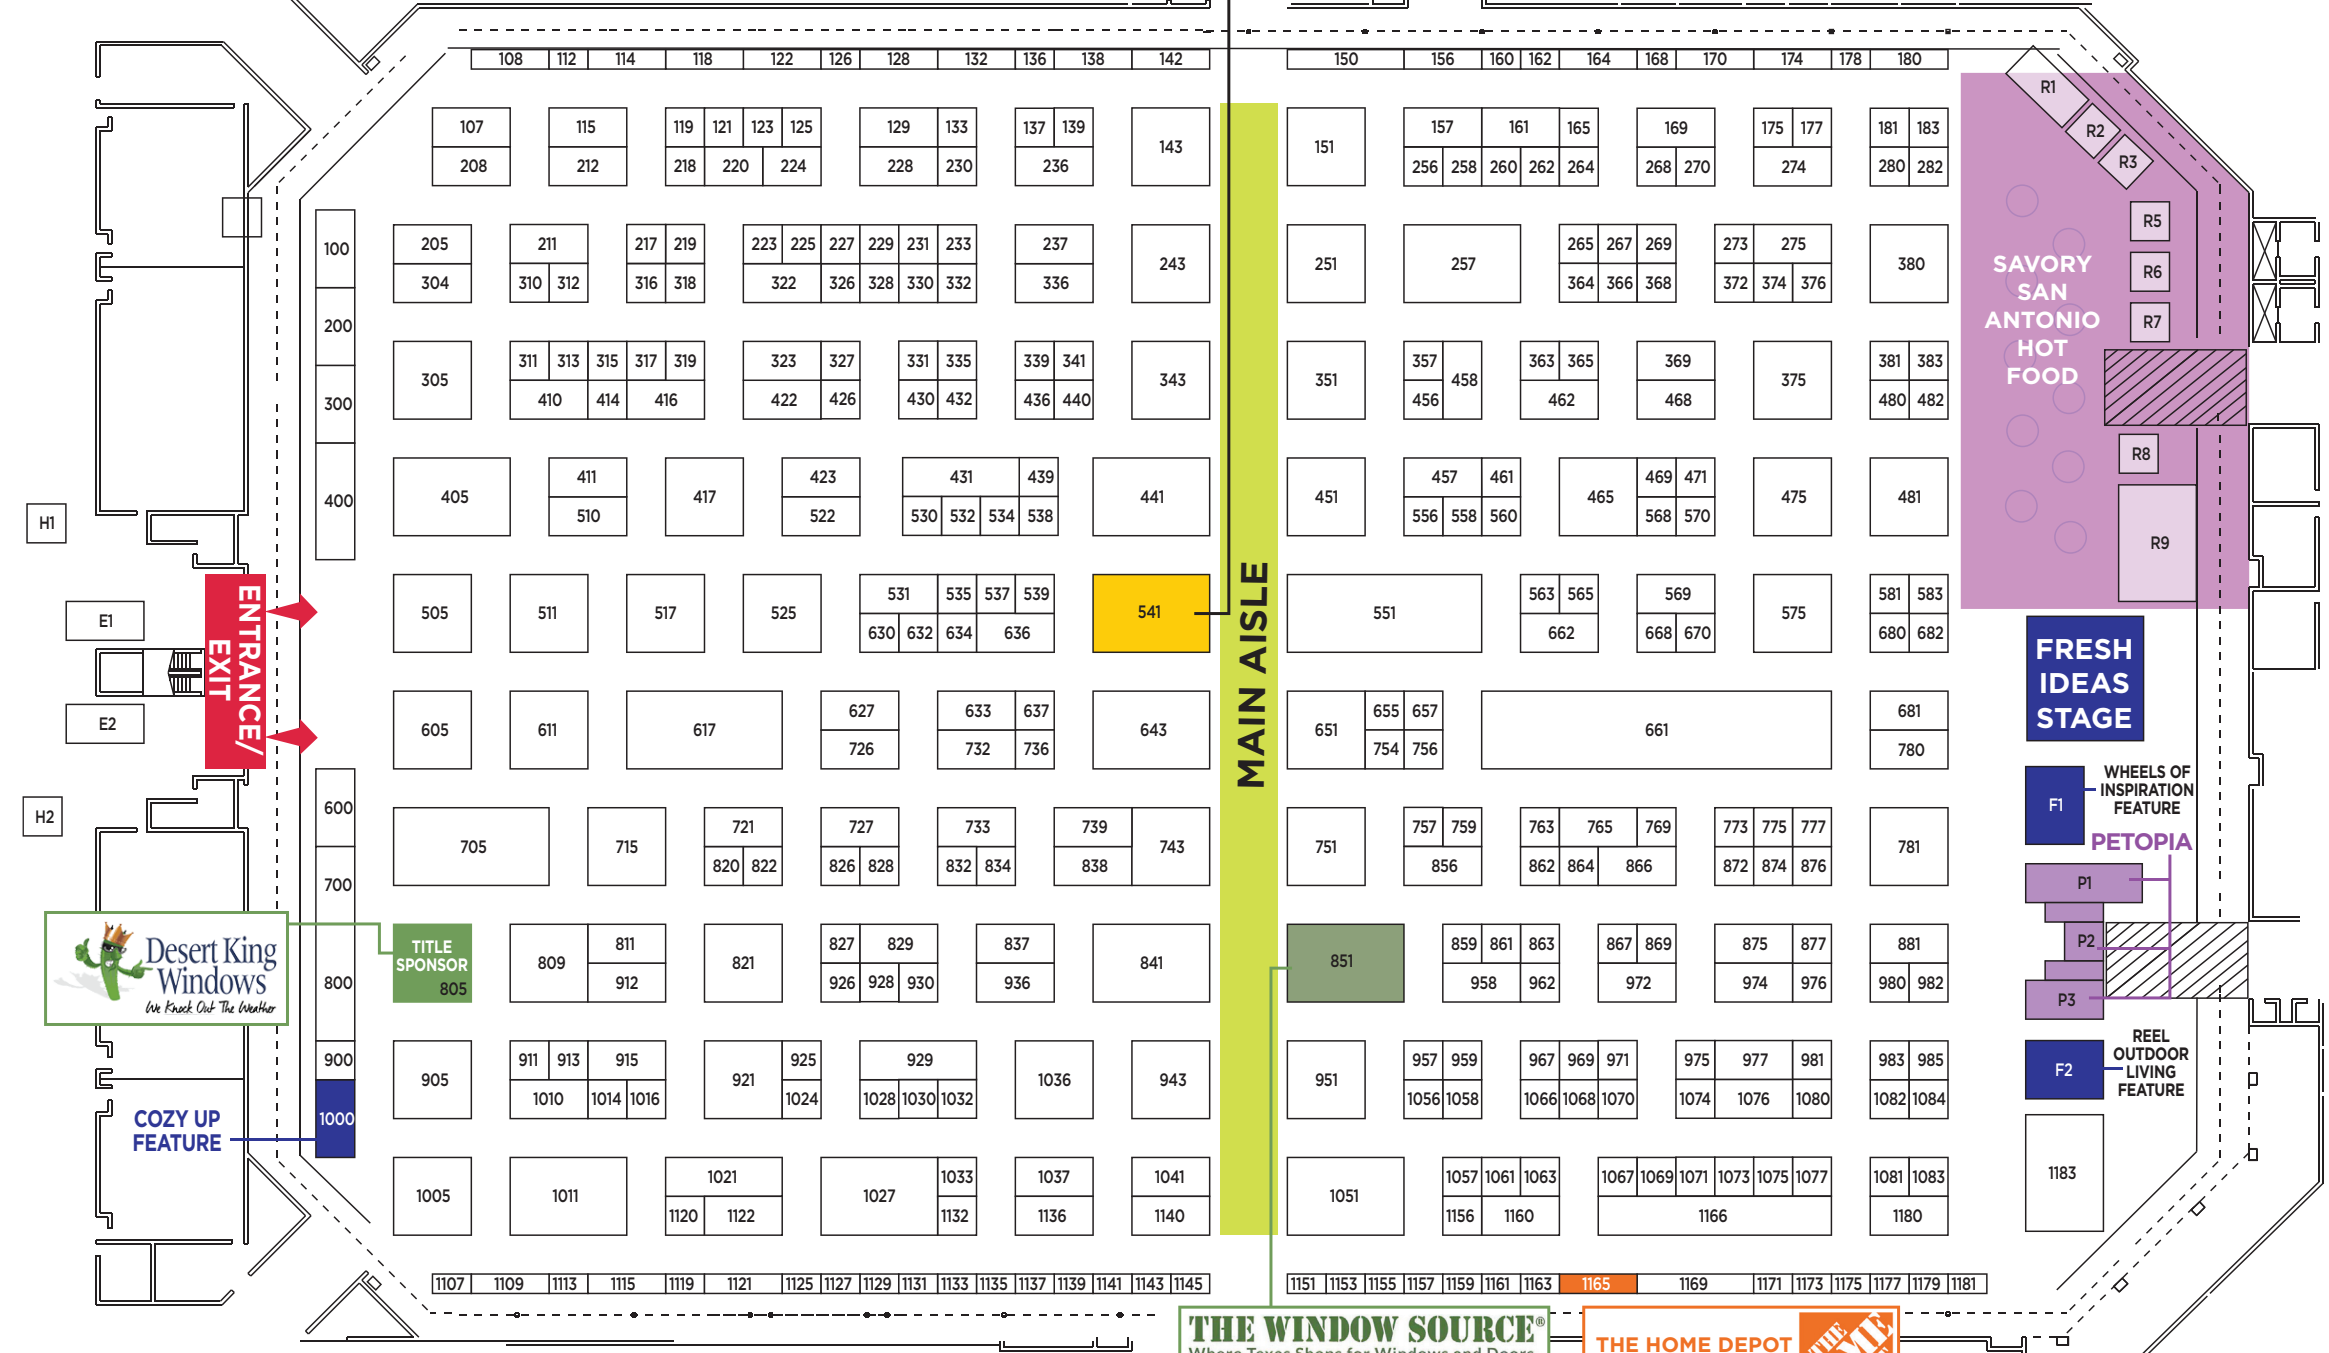 108 112 114 118 122 126 128 132 136 138 142 150 156 160 162 164 168 170 174 178 180
R1
107 115 119 121 123 125 129 133 137 139 143 151 157 161 165 169 175 177 181 183 R2
208 212 218 220 224 228 230 236 256 258 260 262 264 268 270 274 280 282 R3
R5
100 205 211 217 219 223 225 227 229 231 233 237 243 251 257 265 267 269 273 275 380
304 310 312 316 318 322 326 328 330 332 336 364 366 368 372 374 376 R6
SAVORY
SAN
ANTONIO
HOT
FOOD
200 R7
311 313 315 317 319 323 327 331 335 339 341 357 363 365 369 381 383
305 343 351 458 375
300 410 414 416 422 426 430 432 436 440 456 462 468 480 482
R8
411 423 431 439 457 461 469 471
400 405 417 441 451 465 475 481
510 522 530 532 534 538 556 558 560 568 570
H1 R9
ENTRANCE/
EXIT
531 535 537 539 563 565 569 581 583
E1 505 511 517 525 541 551 575
630 632 634 636 662 668 670 680 682
MAIN AISLE
FRESH
IDEAS
STAGE
627 633 637 655 657 681
E2 605 611 617 643 651 661
726 732 736 754 756 780
WHEELS OF
INSPIRATION
FEATURE
F1
H2 600 721 727 733 739 757 759 763 765 769 773 775 777
705 715 743 751 781
PETOPIA
700 820 822 826 828 832 834 838 856 862 864 866 872 874 876
P1
Desert King
Windows
We Knock Out The Weather
TITLE
SPONSOR
805
811 827 829 837 859 861 863 867 869 875 877 881 P2
800 809 821 841 851
912 926 928 930 936 958 962 972 974 976 980 982
P3
REEL
OUTDOOR
LIVING
FEATURE
F2
900 911 913 915 925 929 957 959 967 969 971 975 977 981 983 985
905 921 1036 943 951
1010 1014 1016 1024 1028 1030 1032 1056 1058 1066 1068 1070 1074 1076 1080 1082 1084
COZY UP
FEATURE
1000
1021 1033 1037 1041 1057 1061 1063 1067 1069 1071 1073 1075 1077 1081 1083 1183
1005 1011 1027 1051
1120 1122 1132 1136 1140 1156 1160 1166 1180
1107 1109 1113 1115 1119 1121 1125 1127 1129 1131 1133 1135 1137 1139 1141 1143 1145 1151 1153 1155 1157 1159 1161 1163 1165 1169 1171 1173 1175 1177 1179 1181
THE WINDOW SOURCE®
Where Texas Shops for Windows and Doors
THE HOME DEPOT
THE